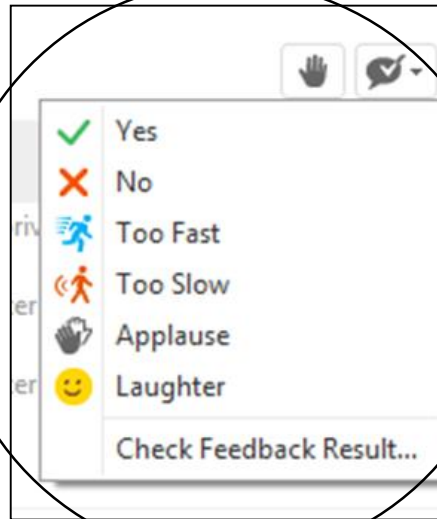 Yes
No
Too Fast
Too Slow
Applause
Laughter
Check Feedback Result...